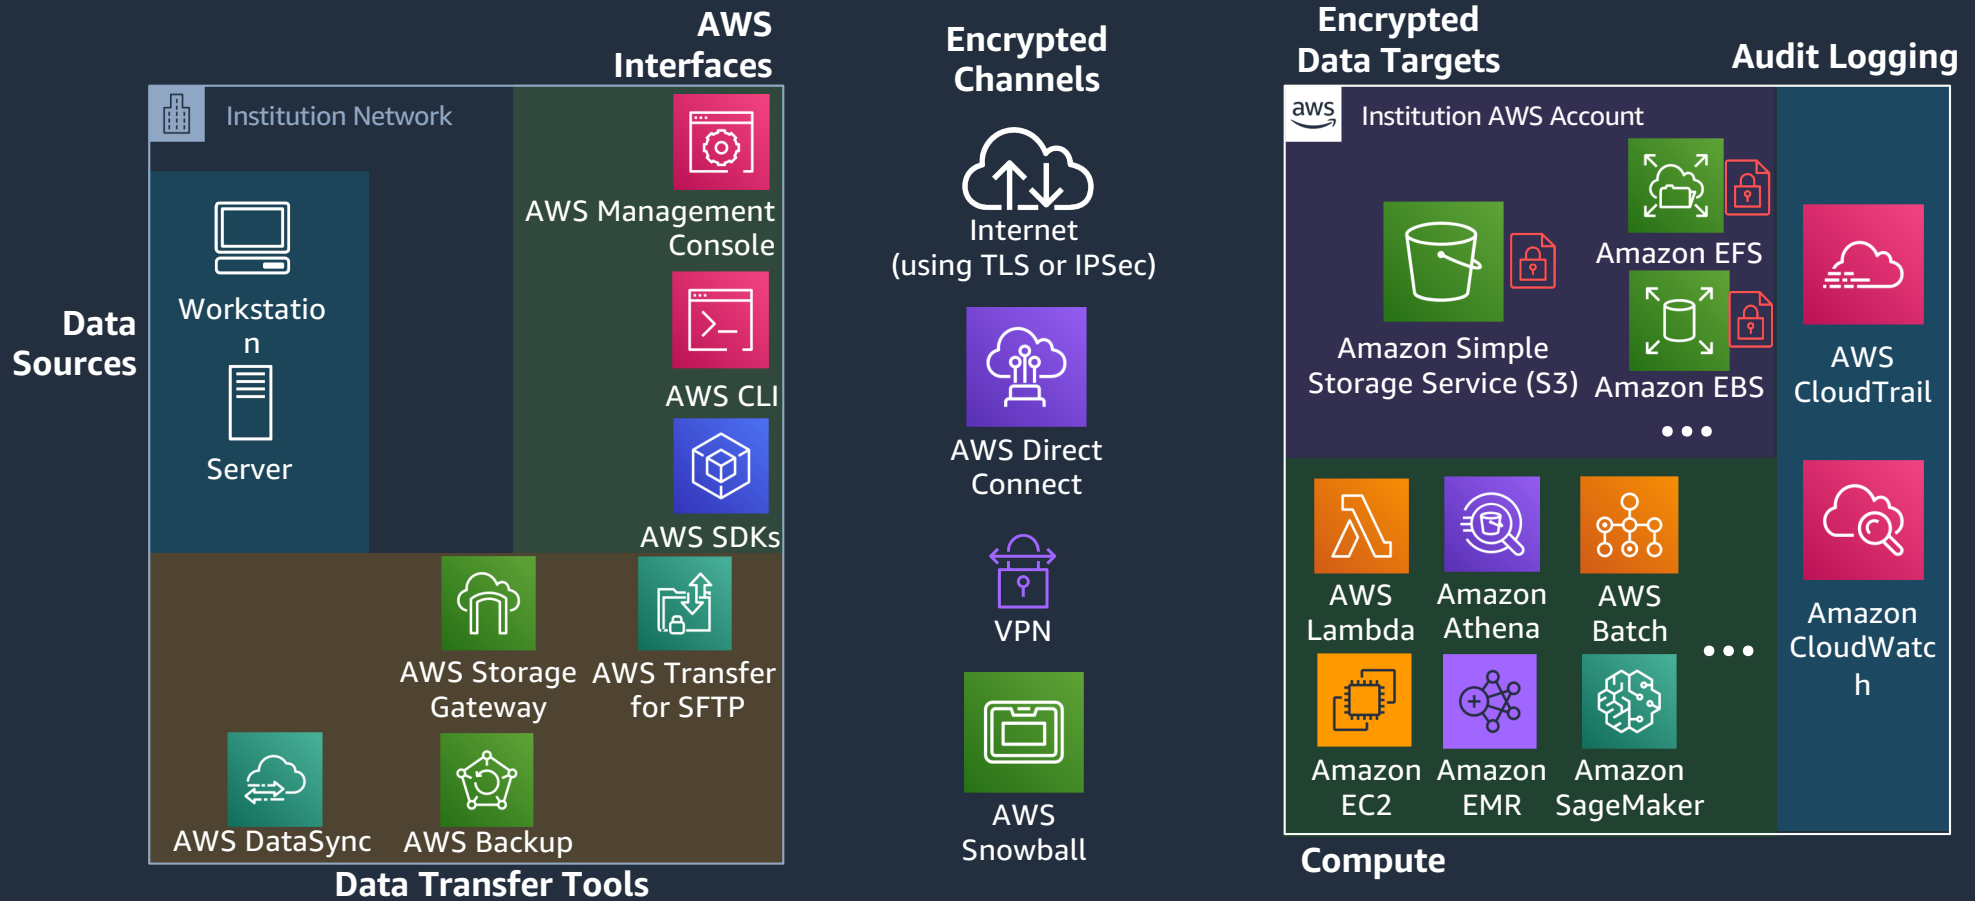 AWS
Interfaces
Encrypted
Channels
Encrypted
Data Targets
Audit Logging
Institution Network
AWS Management
Console
AWS CLI
AWS SDKs
Data
Sources
Workstatio
n
Server
AWS Storage
Gateway
AWS Transfer
for SFTP
AWS DataSync
AWS Backup
Data Transfer Tools
Internet
(using TLS or IPSec)
AWS Direct
Connect
VPN
AWS
Snowball
aws
Institution AWS Account
Amazon Simple
Storage Service (S3)
Amazon EFS
Amazon EBS
...
AWS
Lambda
Amazon
Athena
AWS
Batch
...
Amazon
EC2
Amazon
EMR
Amazon
SageMaker
Compute
AWS
CloudTrail
Amazon
CloudWatc
h